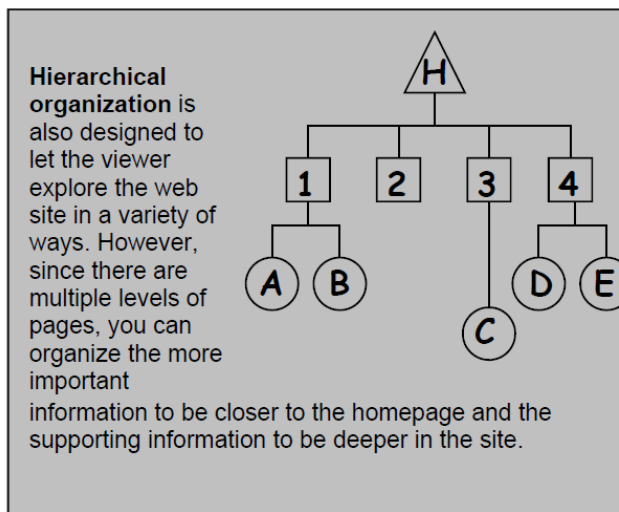 Hierarchical
organization is
also designed to
let the viewer
explore the web
site in a variety of
ways. However,
since there are
multiple levels of
pages, you can
organize the more
important
information to be closer to the homepage and the
supporting information to be deeper in the site.
H
1 2 3 4
A B D E
C